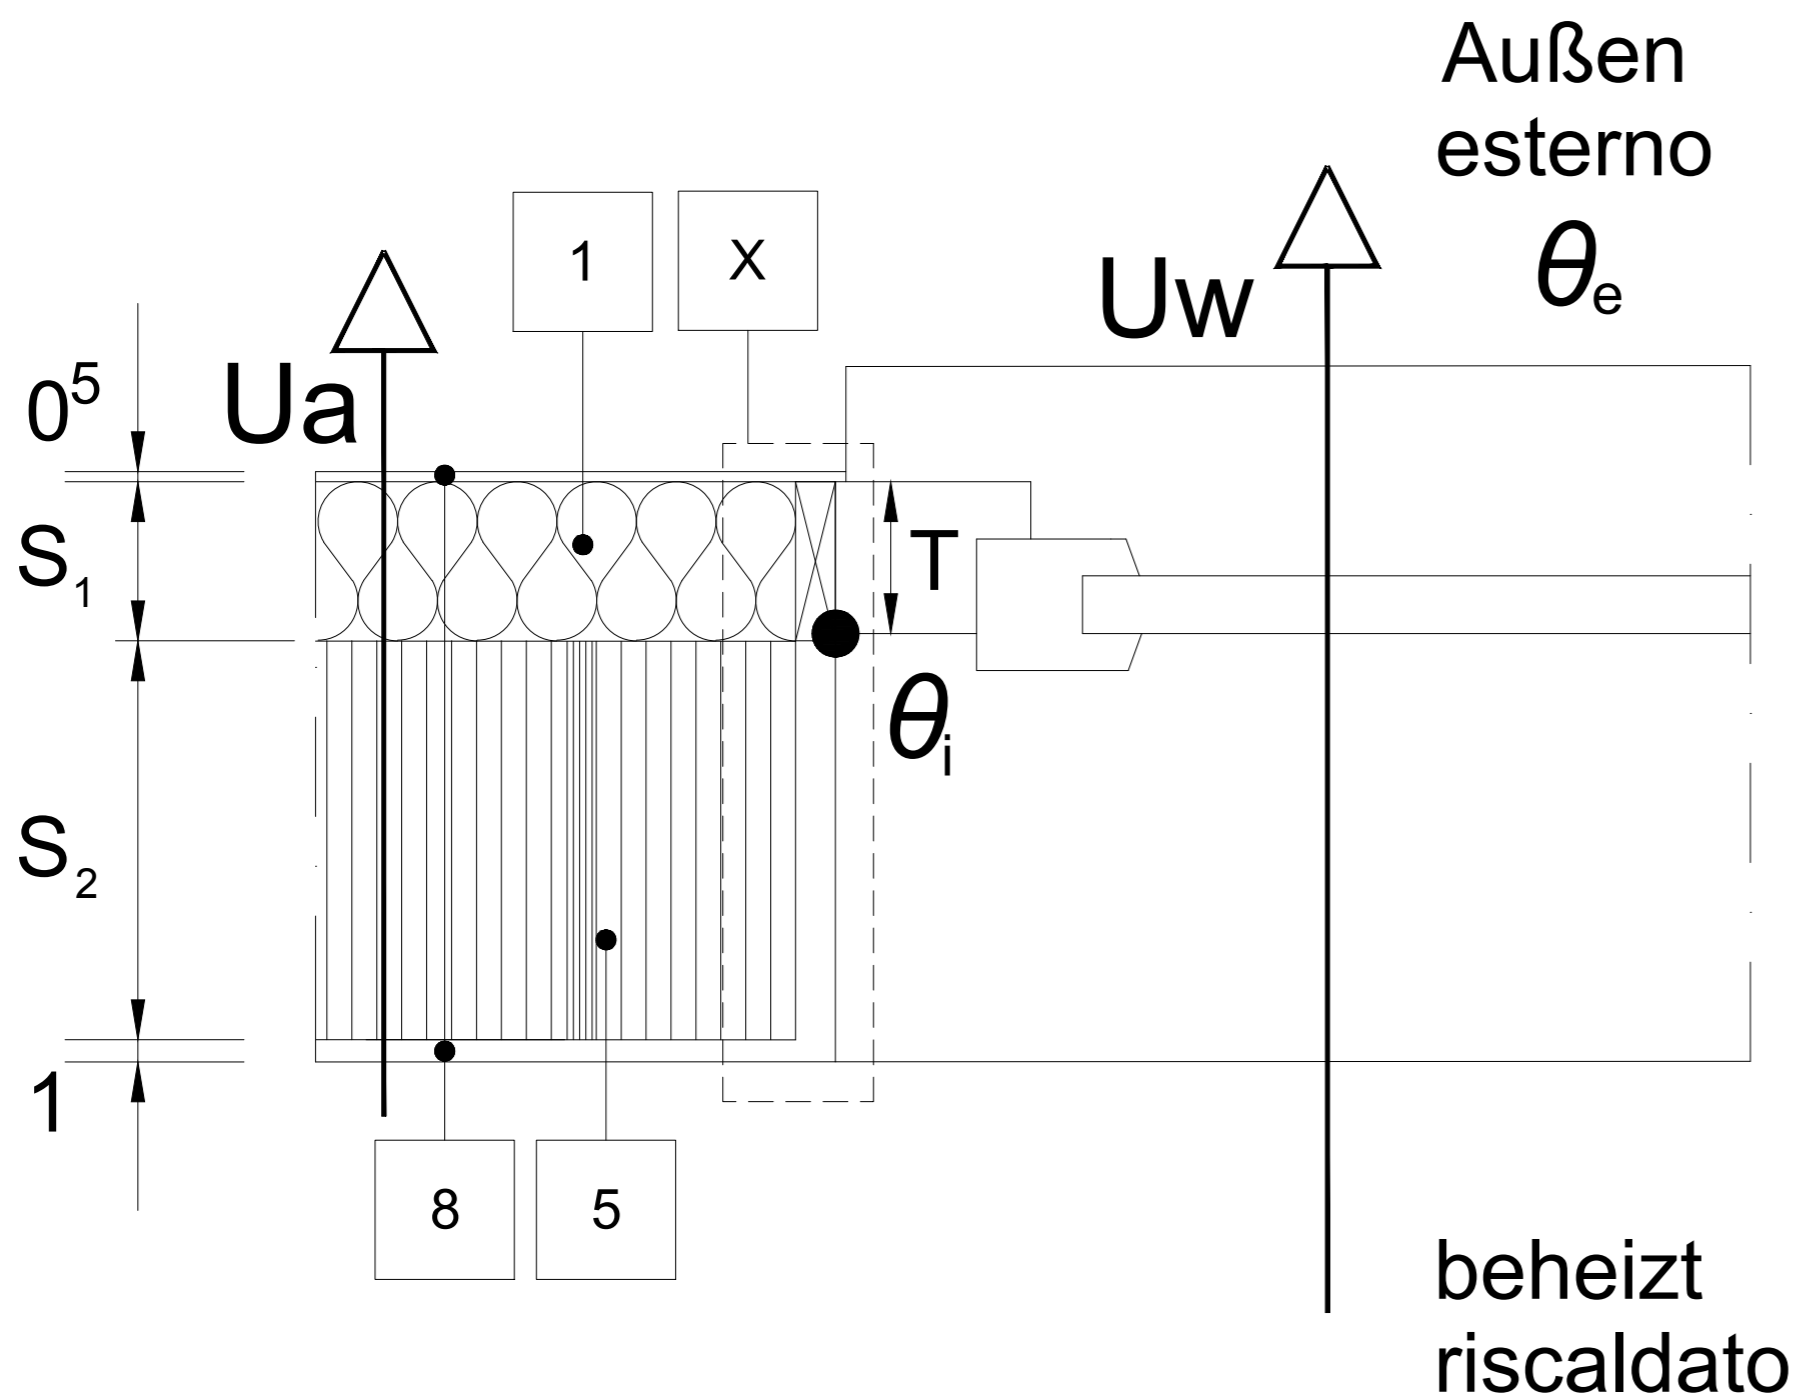 Außen
esterno
θe
1
X
Uw
Ua
0⁵
S₁
T
θi
S₂
1
8
5
beheizt
riscaldato